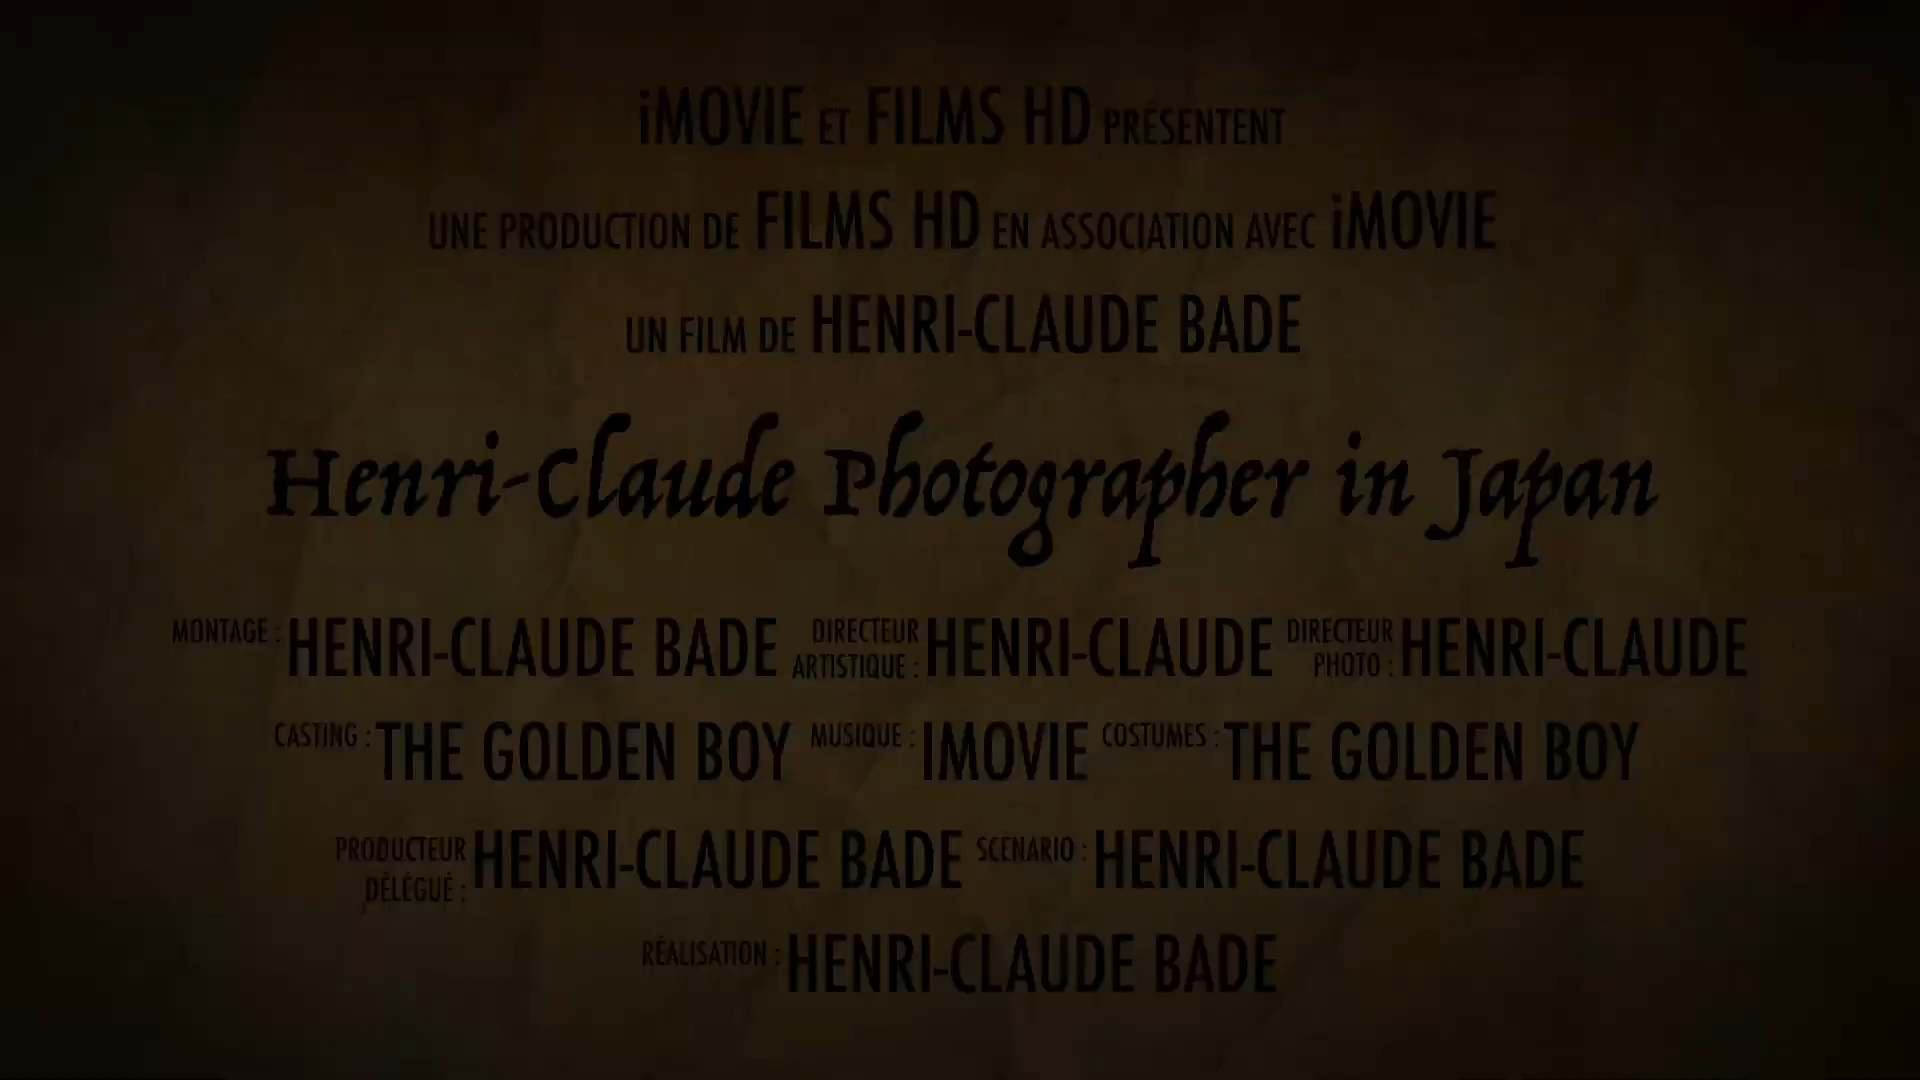 iMOVIE ET FILMS HD PRÉSENTENT
UNE PRODUCTION DE FILMS HD EN ASSOCIATION AVEC iMOVIE
UN FILM DE HENRI-CLAUDE BADE
Henri-Claude Photographer in Japan
MONTAGE : HENRI-CLAUDE BADE DIRECTEUR ARTISTIQUE : HENRI-CLAUDE DIRECTEUR PHOTO : HENRI-CLAUDE
CASTING : THE GOLDEN BOY MUSIQUE : IMOVIE COSTUMES : THE GOLDEN BOY
PRODUCTEUR DÉLÉGUÉ : HENRI-CLAUDE BADE SCÉNARIO : HENRI-CLAUDE BADE
RÉALISATION : HENRI-CLAUDE BADE